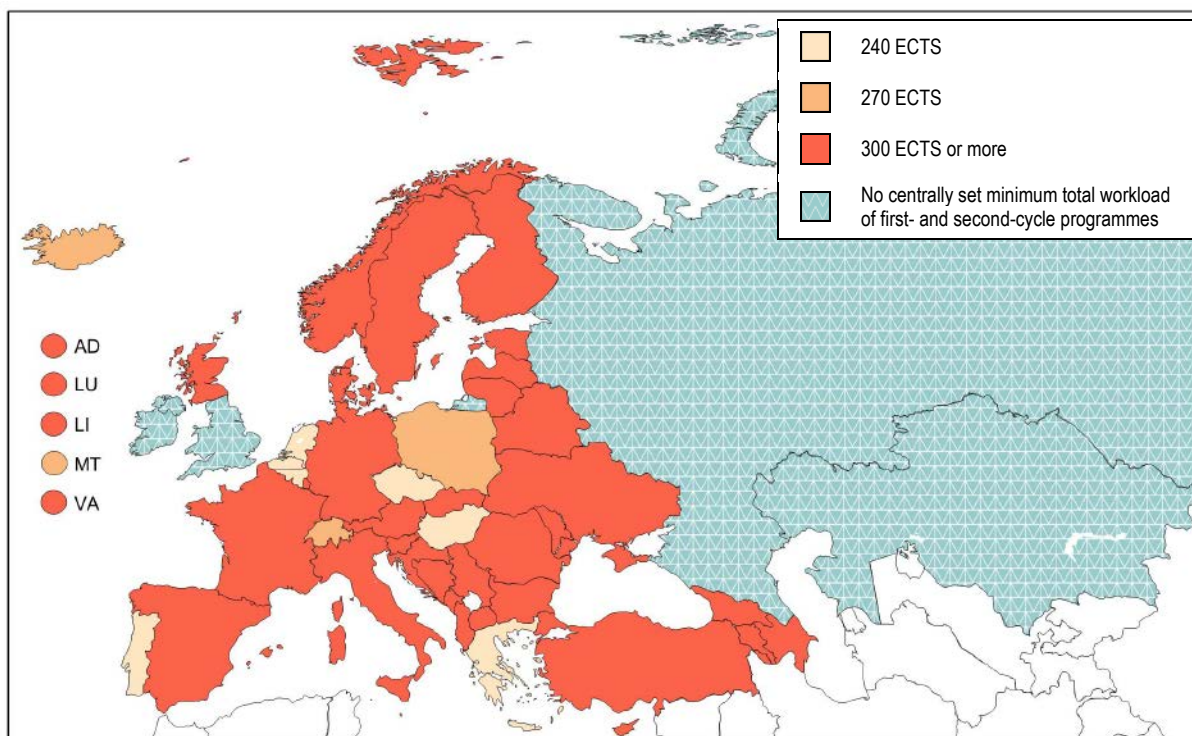 240 ECTS
270 ECTS
300 ECTS or more
No centrally set minimum total workload
of first- and second-cycle programmes
AD
LU
LI
MT
VA